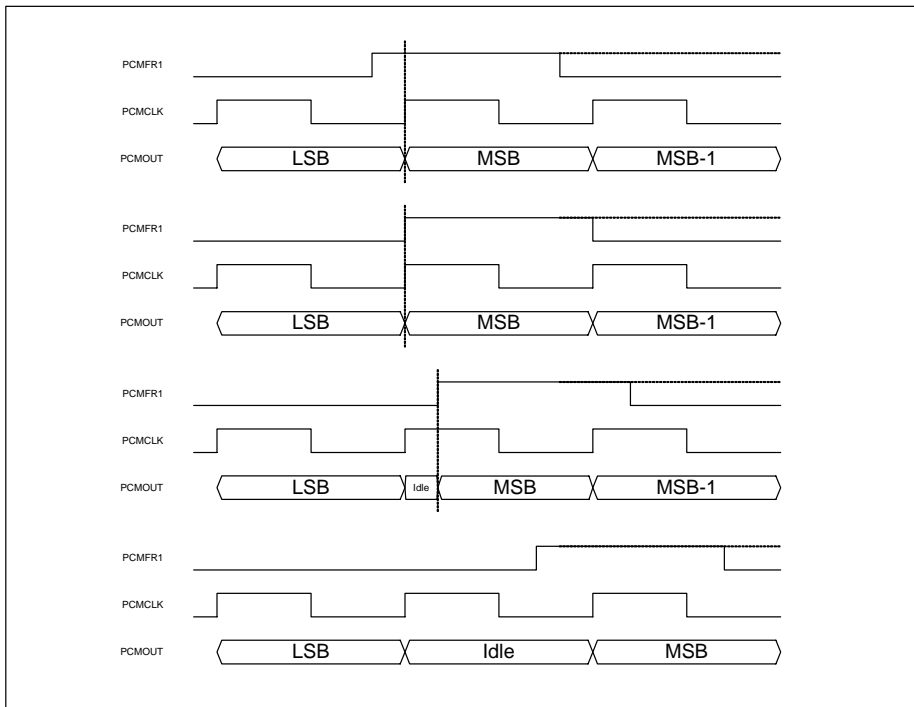 PCMFR1
PCMCLK
PCMOUT LSB MSB MSB-1
PCMFR1
PCMCLK
PCMOUT LSB MSB MSB-1
PCMFR1
PCMCLK
PCMOUT LSB Idle MSB MSB-1
PCMFR1
PCMCLK
PCMOUT LSB Idle MSB